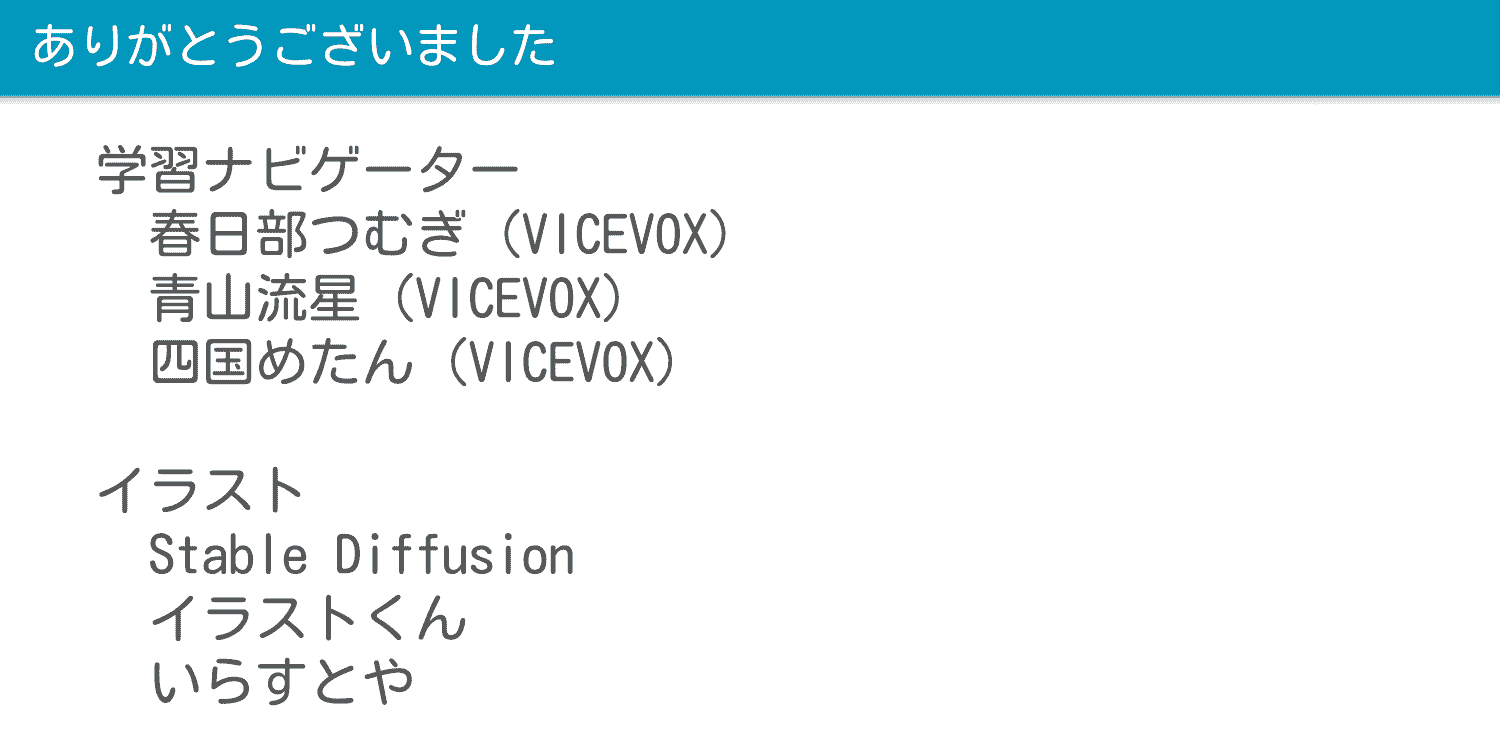 ありがとうございました
学習ナビゲーター
春日部つむぎ（VICEVOX）
青山流星（VICEVOX）
四国めたん（VICEVOX）
イラスト
Stable Diffusion
イラストくん
いらすとや